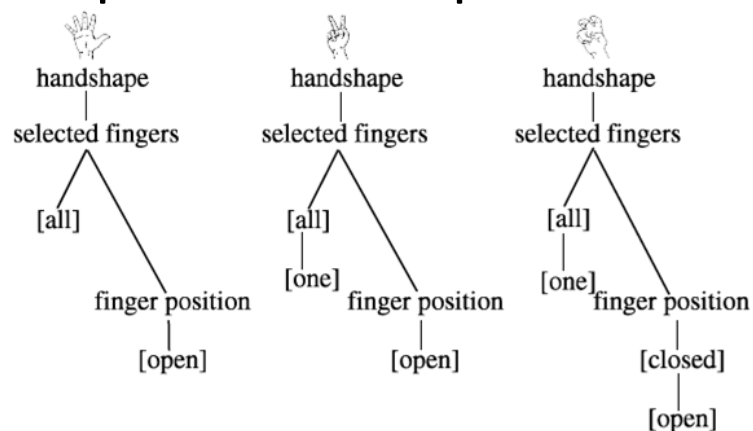 handshape
selected fingers
[all]
finger position
[open]
handshape
selected fingers
[all]
[one]
finger position
[open]
handshape
selected fingers
[all]
[one]
finger position
[closed]
[open]